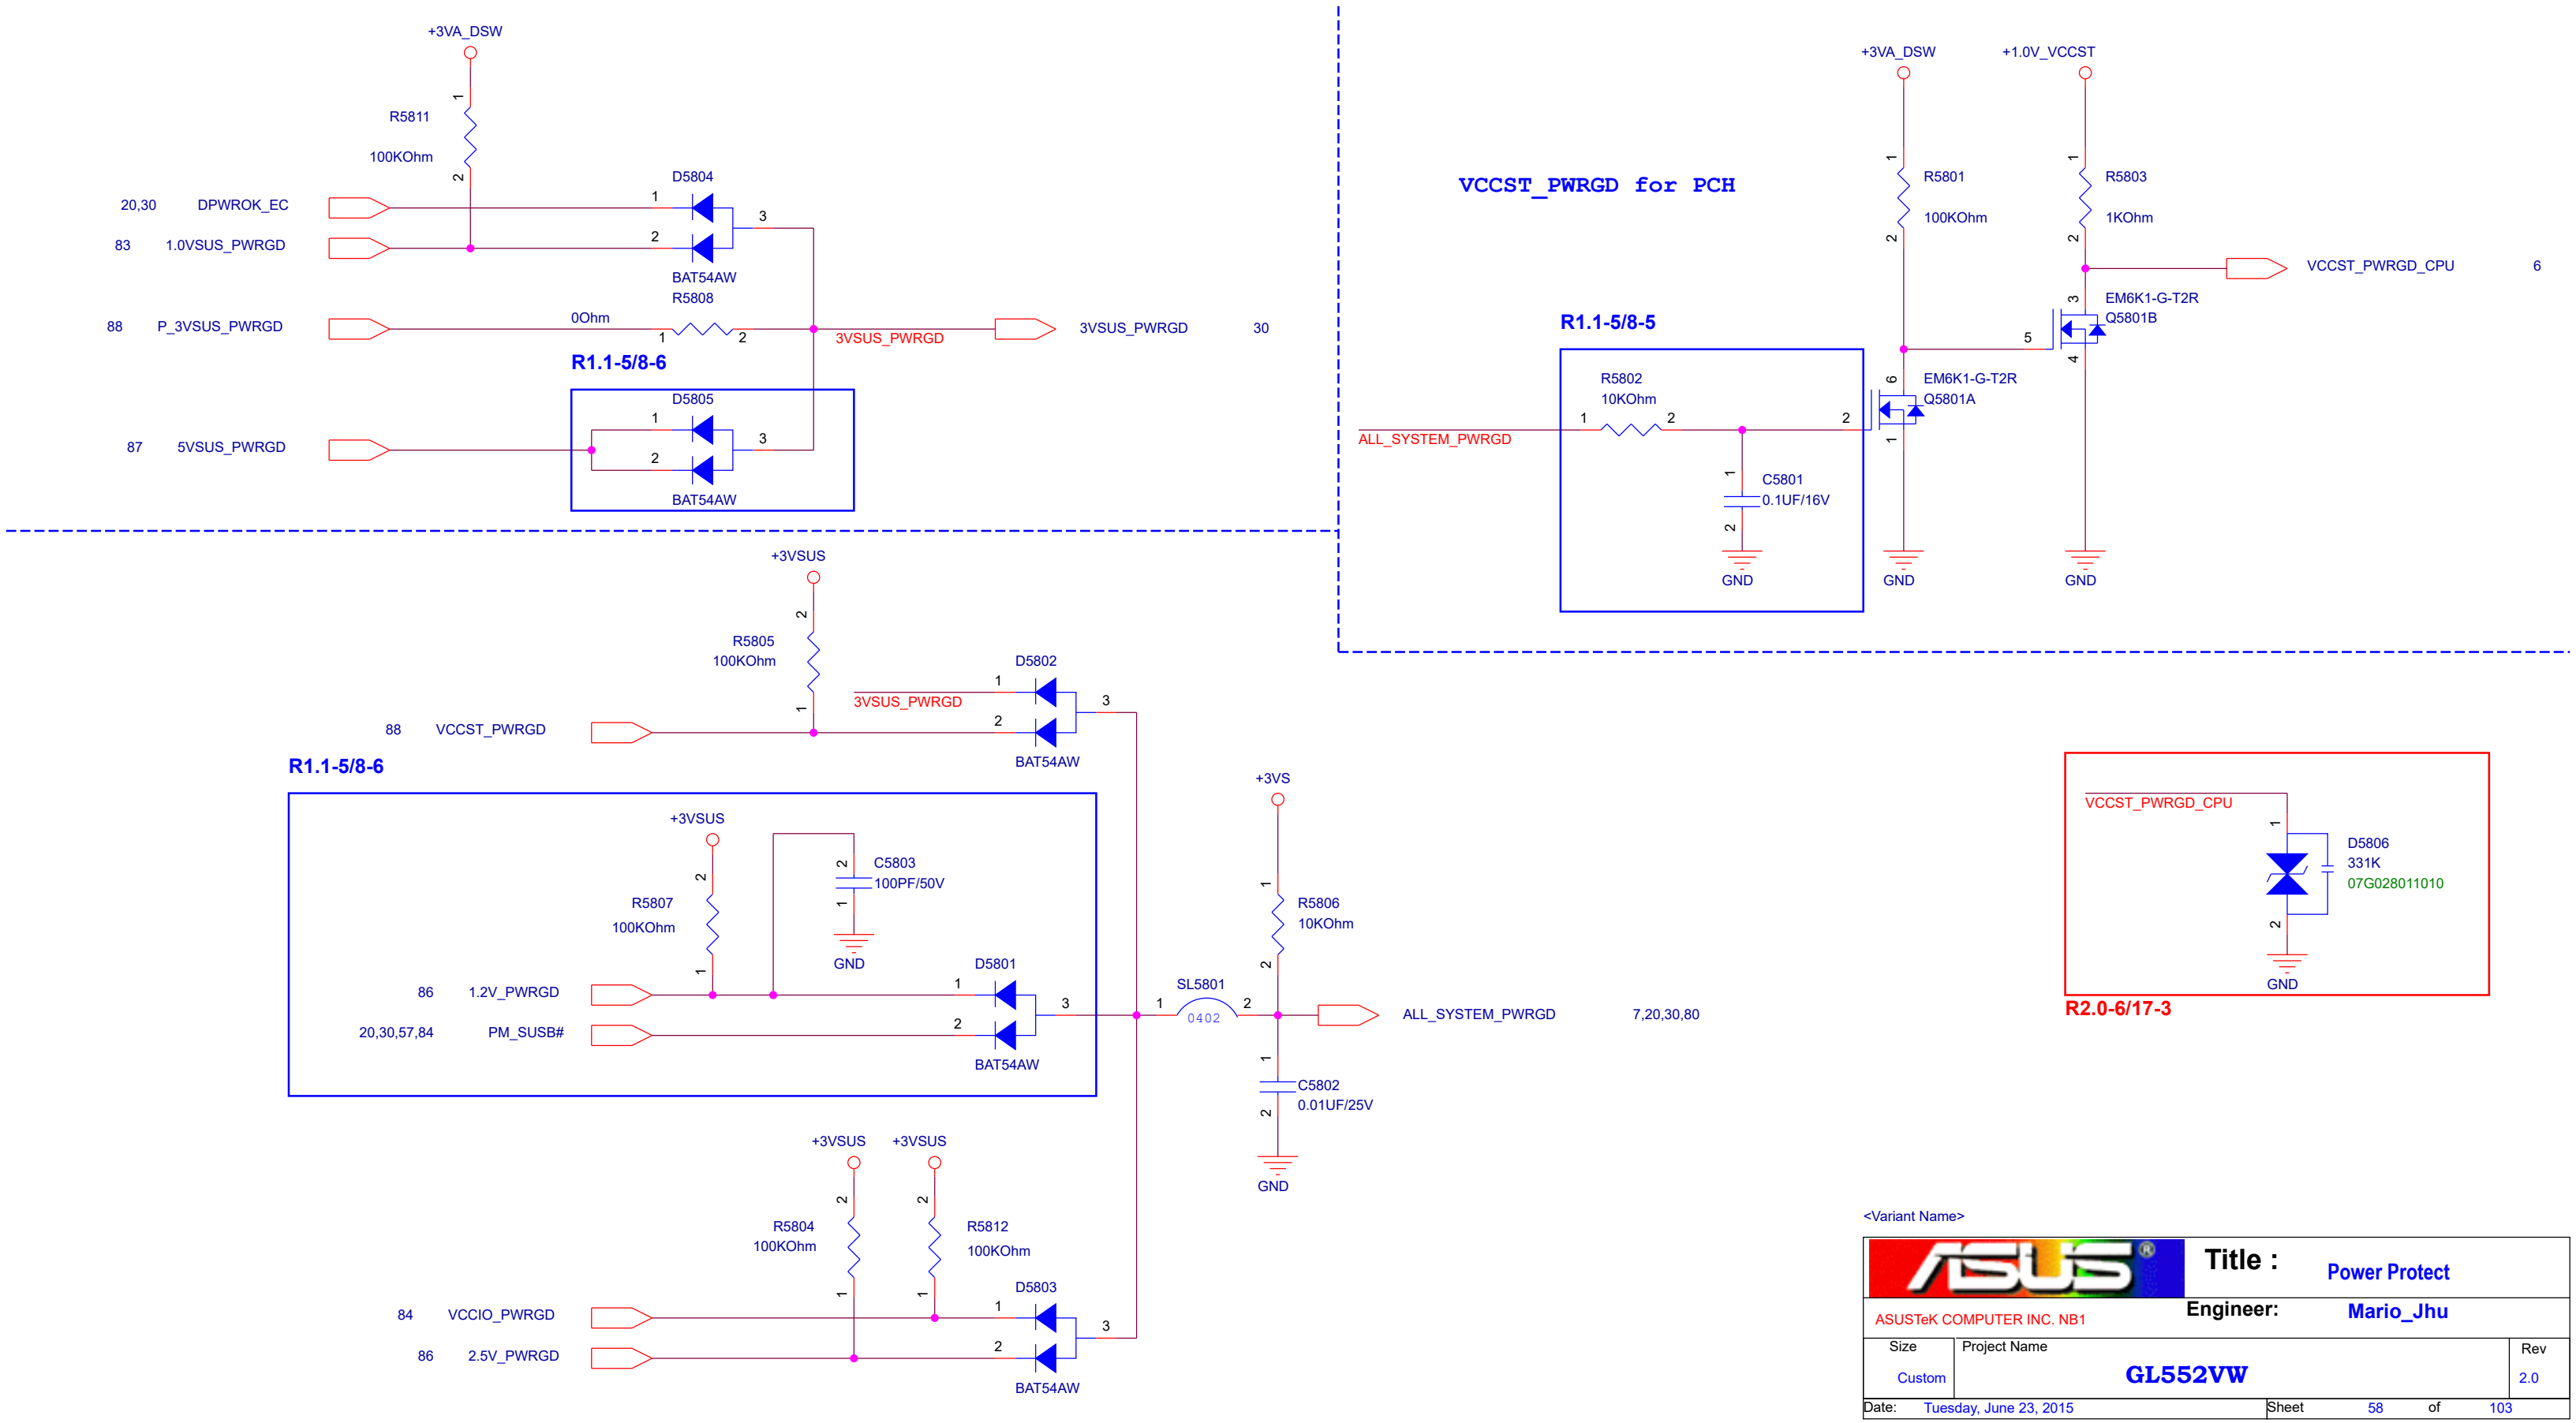 +3VA_DSW
1
R5811
100KOhm
2
D5804
20,30 DPWROK_EC 1
3
83 1.0VSUS_PWRGD 2
BAT54AW
R5808
0Ohm
88 P_3VSUS_PWRGD 1 2
3VSUS_PWRGD
3VSUS_PWRGD 30
R1.1-5/8-6
D5805
1
3
87 5VSUS_PWRGD
2
BAT54AW
+3VA_DSW
+1.0V_VCCST
VCCST_PWRGD for PCH
1
R5801
100KOhm
2
1
R5803
1KOhm
2
VCCST_PWRGD_CPU 6
3
EM6K1-G-T2R
Q5801B
5
4
R1.1-5/8-5
R5802
10KOhm
1 2
2
ALL_SYSTEM_PWRGD
6
EM6K1-G-T2R
Q5801A
1
1
C5801
0.1UF/16V
2
GND
GND
GND
+3VSUS
2
R5805
100KOhm
1
D5802
1
3VSUS_PWRGD
3
2
88 VCCST_PWRGD
BAT54AW
R1.1-5/8-6
+3VSUS
2
R5807
100KOhm
1
2
C5803
100PF/50V
1
GND
D5801
86 1.2V_PWRGD 1
3
20,30,57,84 PM_SUSB# 2
BAT54AW
+3VS
1
R5806
10KOhm
2
SL5801
1 2
0402
ALL_SYSTEM_PWRGD 7,20,30,80
1
C5802
0.01UF/25V
2
GND
+3VSUS +3VSUS
2
R5804
100KOhm
1
2
R5812
100KOhm
1
D5803
84 VCCIO_PWRGD 1
3
86 2.5V_PWRGD 2
BAT54AW
VCCST_PWRGD_CPU
1
D5806
331K
07G028011010
2
GND
R2.0-6/17-3
<Variant Name>
ASUS®
Title : Power Protect
ASUSTeK COMPUTER INC. NB1
Engineer: Mario_Jhu
Size
Custom
Project Name
GL552VW
Rev
2.0
Date: Tuesday, June 23, 2015
Sheet 58 of 103